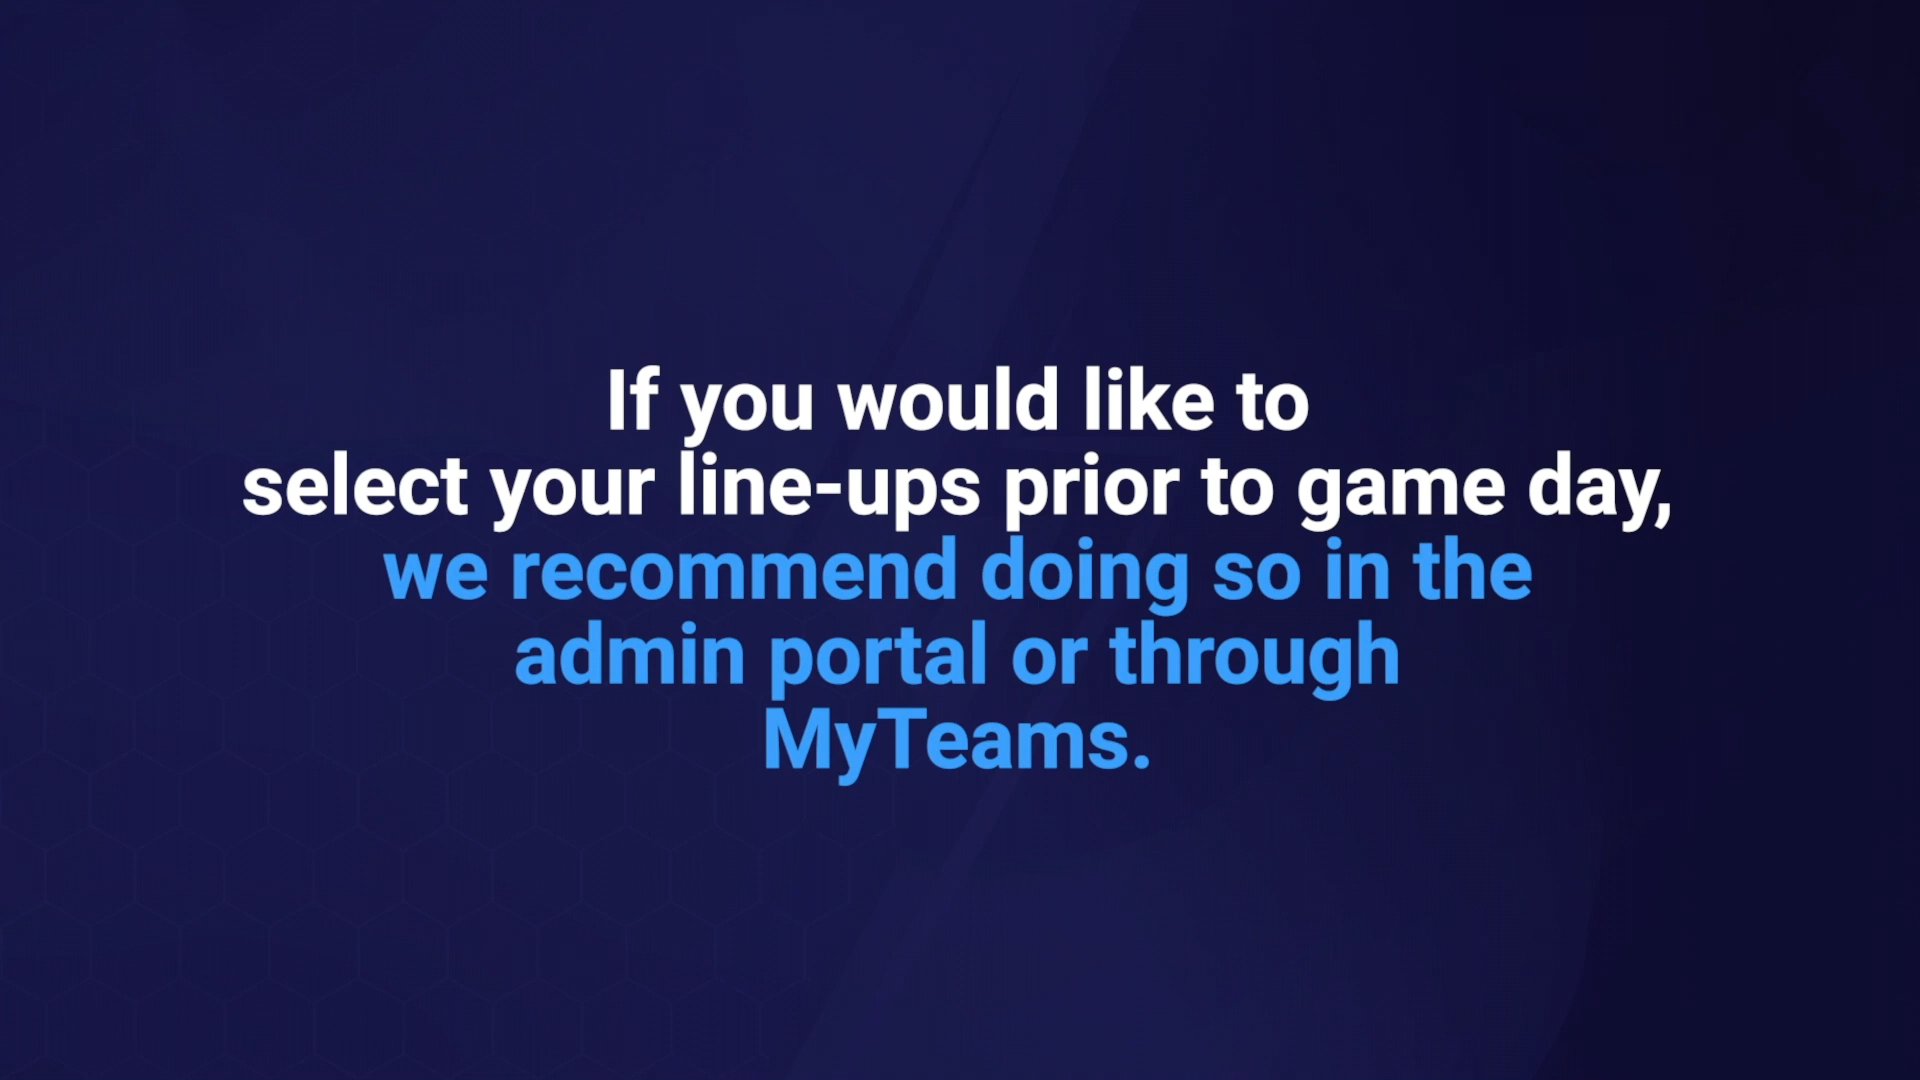 If you would like to
select your line-ups prior to game day,
we recommend doing so in the
admin portal or through
MyTeams.